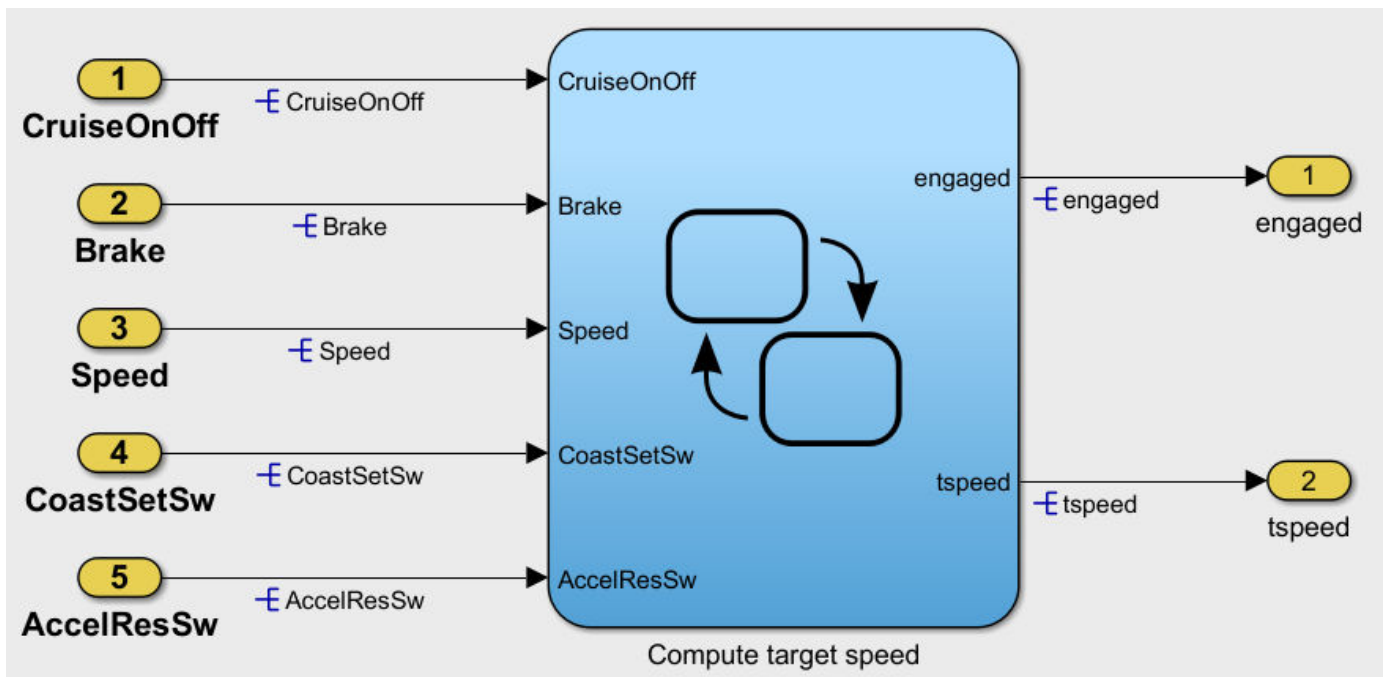 1
CruiseOnOff
CruiseOnOff
CruiseOnOff
2
Brake
Brake
Brake
3
Speed
Speed
Speed
4
CoastSetSw
CoastSetSw
CoastSetSw
5
AccelResSw
AccelResSw
AccelResSw
engaged
engaged
1
engaged
tspeed
tspeed
2
tspeed
Compute target speed